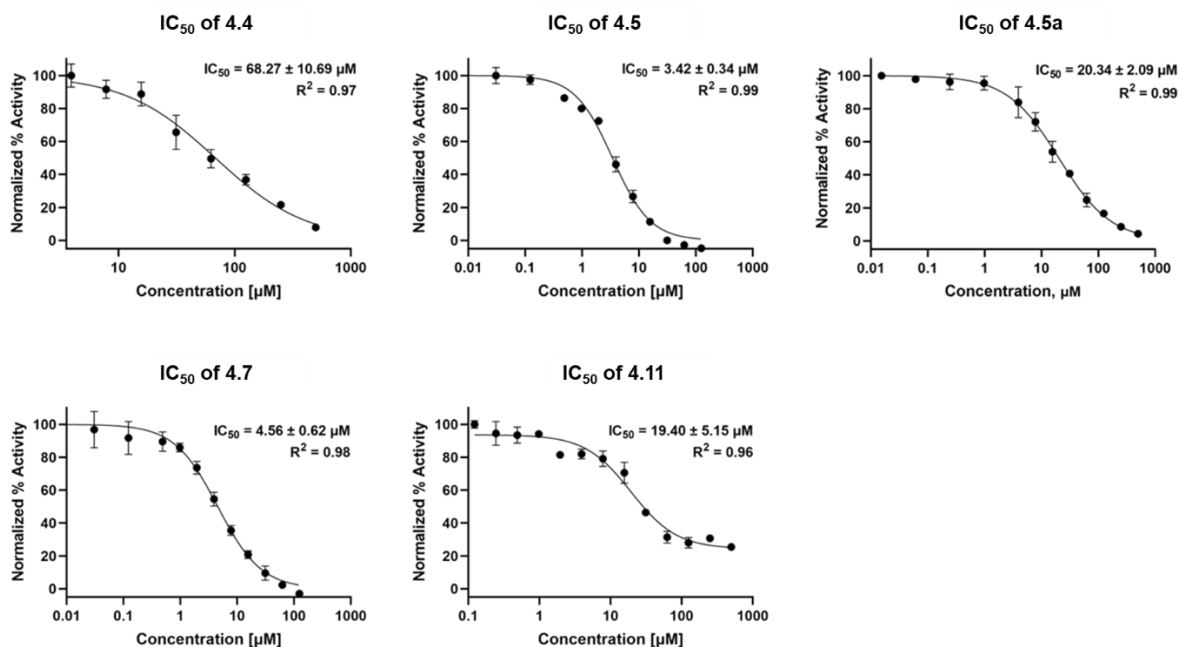 IC₅₀ of 4.4
IC₅₀ = 68.27 ± 10.69 µM
R² = 0.97
Normalized % Activity
100
80
60
40
20
0
10
100
1000
Concentration [µM]
IC₅₀ of 4.5
IC₅₀ = 3.42 ± 0.34 µM
R² = 0.99
Normalized % Activity
100
80
60
40
20
0
0.01
0.1
1
10
100
1000
Concentration [µM]
IC₅₀ of 4.5a
IC₅₀ = 20.34 ± 2.09 µM
R² = 0.99
Normalized % Activity
100
80
60
40
20
0
0.01
0.1
1
10
100
1000
Concentration, µM
IC₅₀ of 4.7
IC₅₀ = 4.56 ± 0.62 µM
R² = 0.98
Normalized % Activity
100
80
60
40
20
0
0.01
0.1
1
10
100
1000
Concentration [µM]
IC₅₀ of 4.11
IC₅₀ = 19.40 ± 5.15 µM
R² = 0.96
Normalized % Activity
100
80
60
40
20
0
0.1
1
10
100
1000
Concentration [µM]